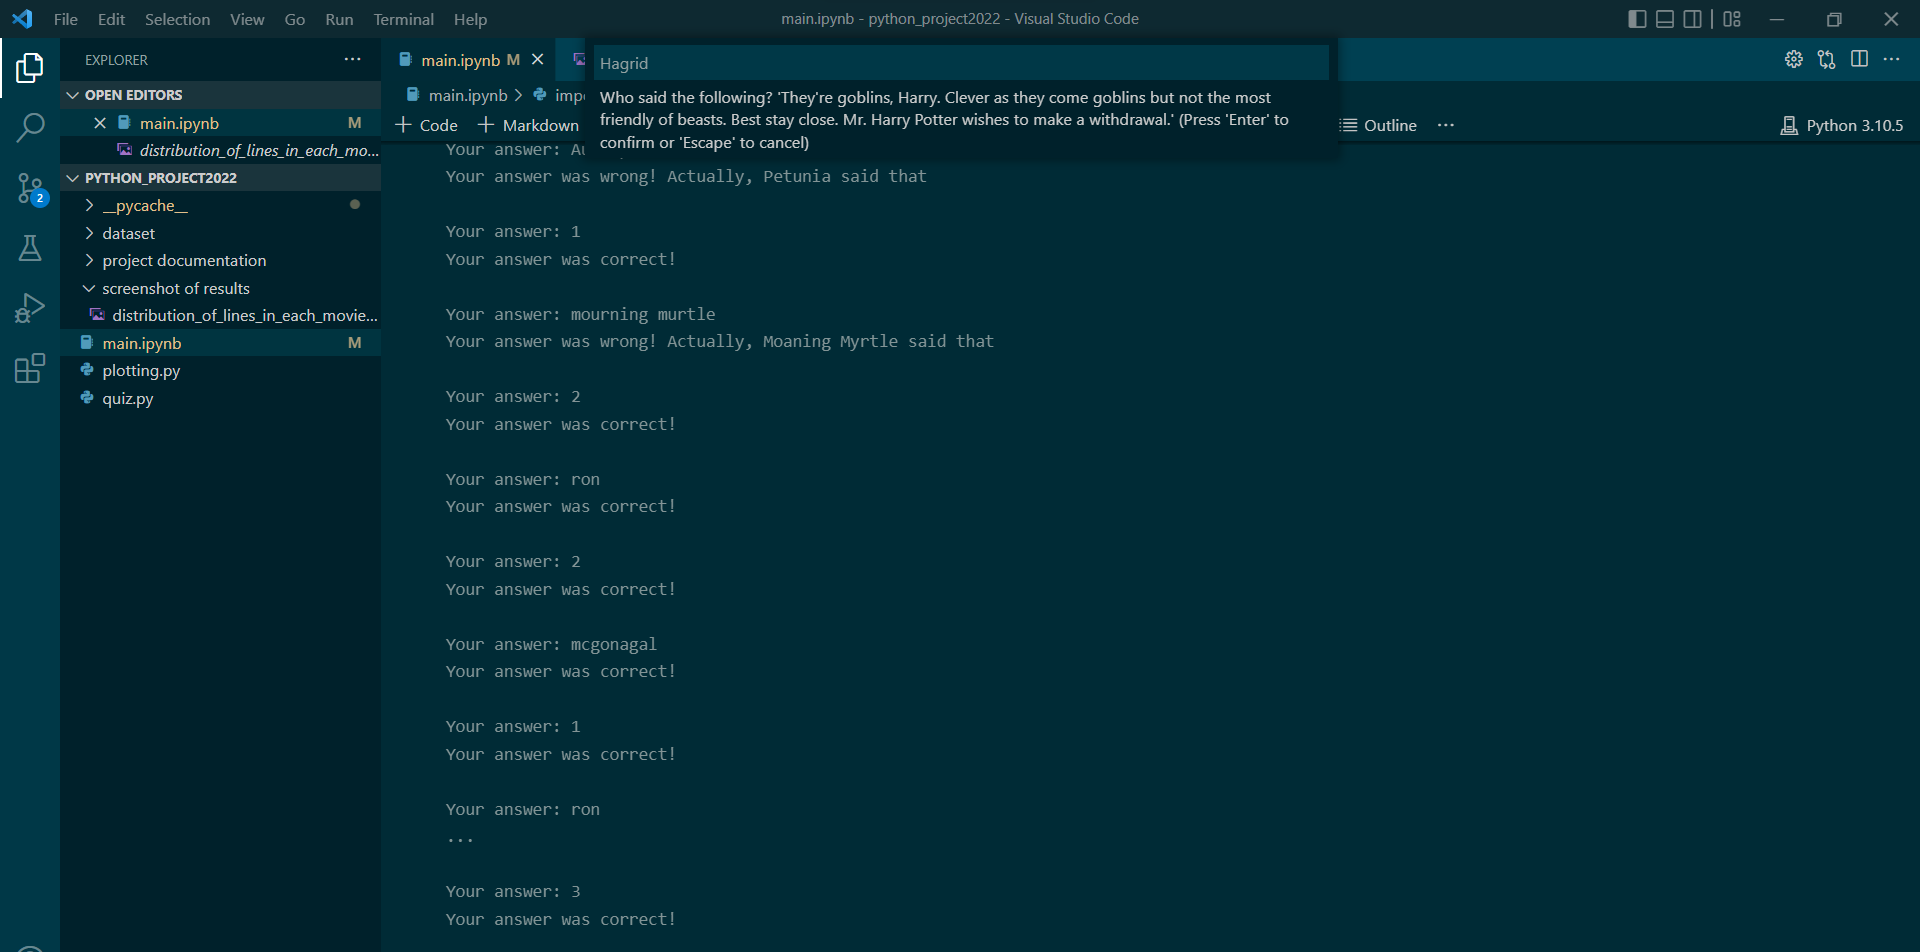 File Edit Selection View Go Run Terminal Help
main.ipynb - python_project2022 - Visual Studio Code
EXPLORER
OPEN EDITORS
main.ipynb M
distribution_of_lines_in_each_mo...
PYTHON_PROJECT2022
__pycache__
dataset
project documentation
screenshot of results
distribution_of_lines_in_each_movie...
main.ipynb M
plotting.py
quiz.py
2
main.ipynb M
main.ipynb
+ Code + Markdown
Outline ...
Python 3.10.5
Hagrid
Who said the following? 'They're goblins, Harry. Clever as they come goblins but not the most
friendly of beasts. Best stay close. Mr. Harry Potter wishes to make a withdrawal.' (Press 'Enter' to
confirm or 'Escape' to cancel)
Your answer:
Your answer was wrong! Actually, Petunia said that
Your answer: 1
Your answer was correct!
Your answer: mourning murtle
Your answer was wrong! Actually, Moaning Myrtle said that
Your answer: 2
Your answer was correct!
Your answer: ron
Your answer was correct!
Your answer: 2
Your answer was correct!
Your answer: mcgonagal
Your answer was correct!
Your answer: 1
Your answer was correct!
Your answer: ron
...
Your answer: 3
Your answer was correct!